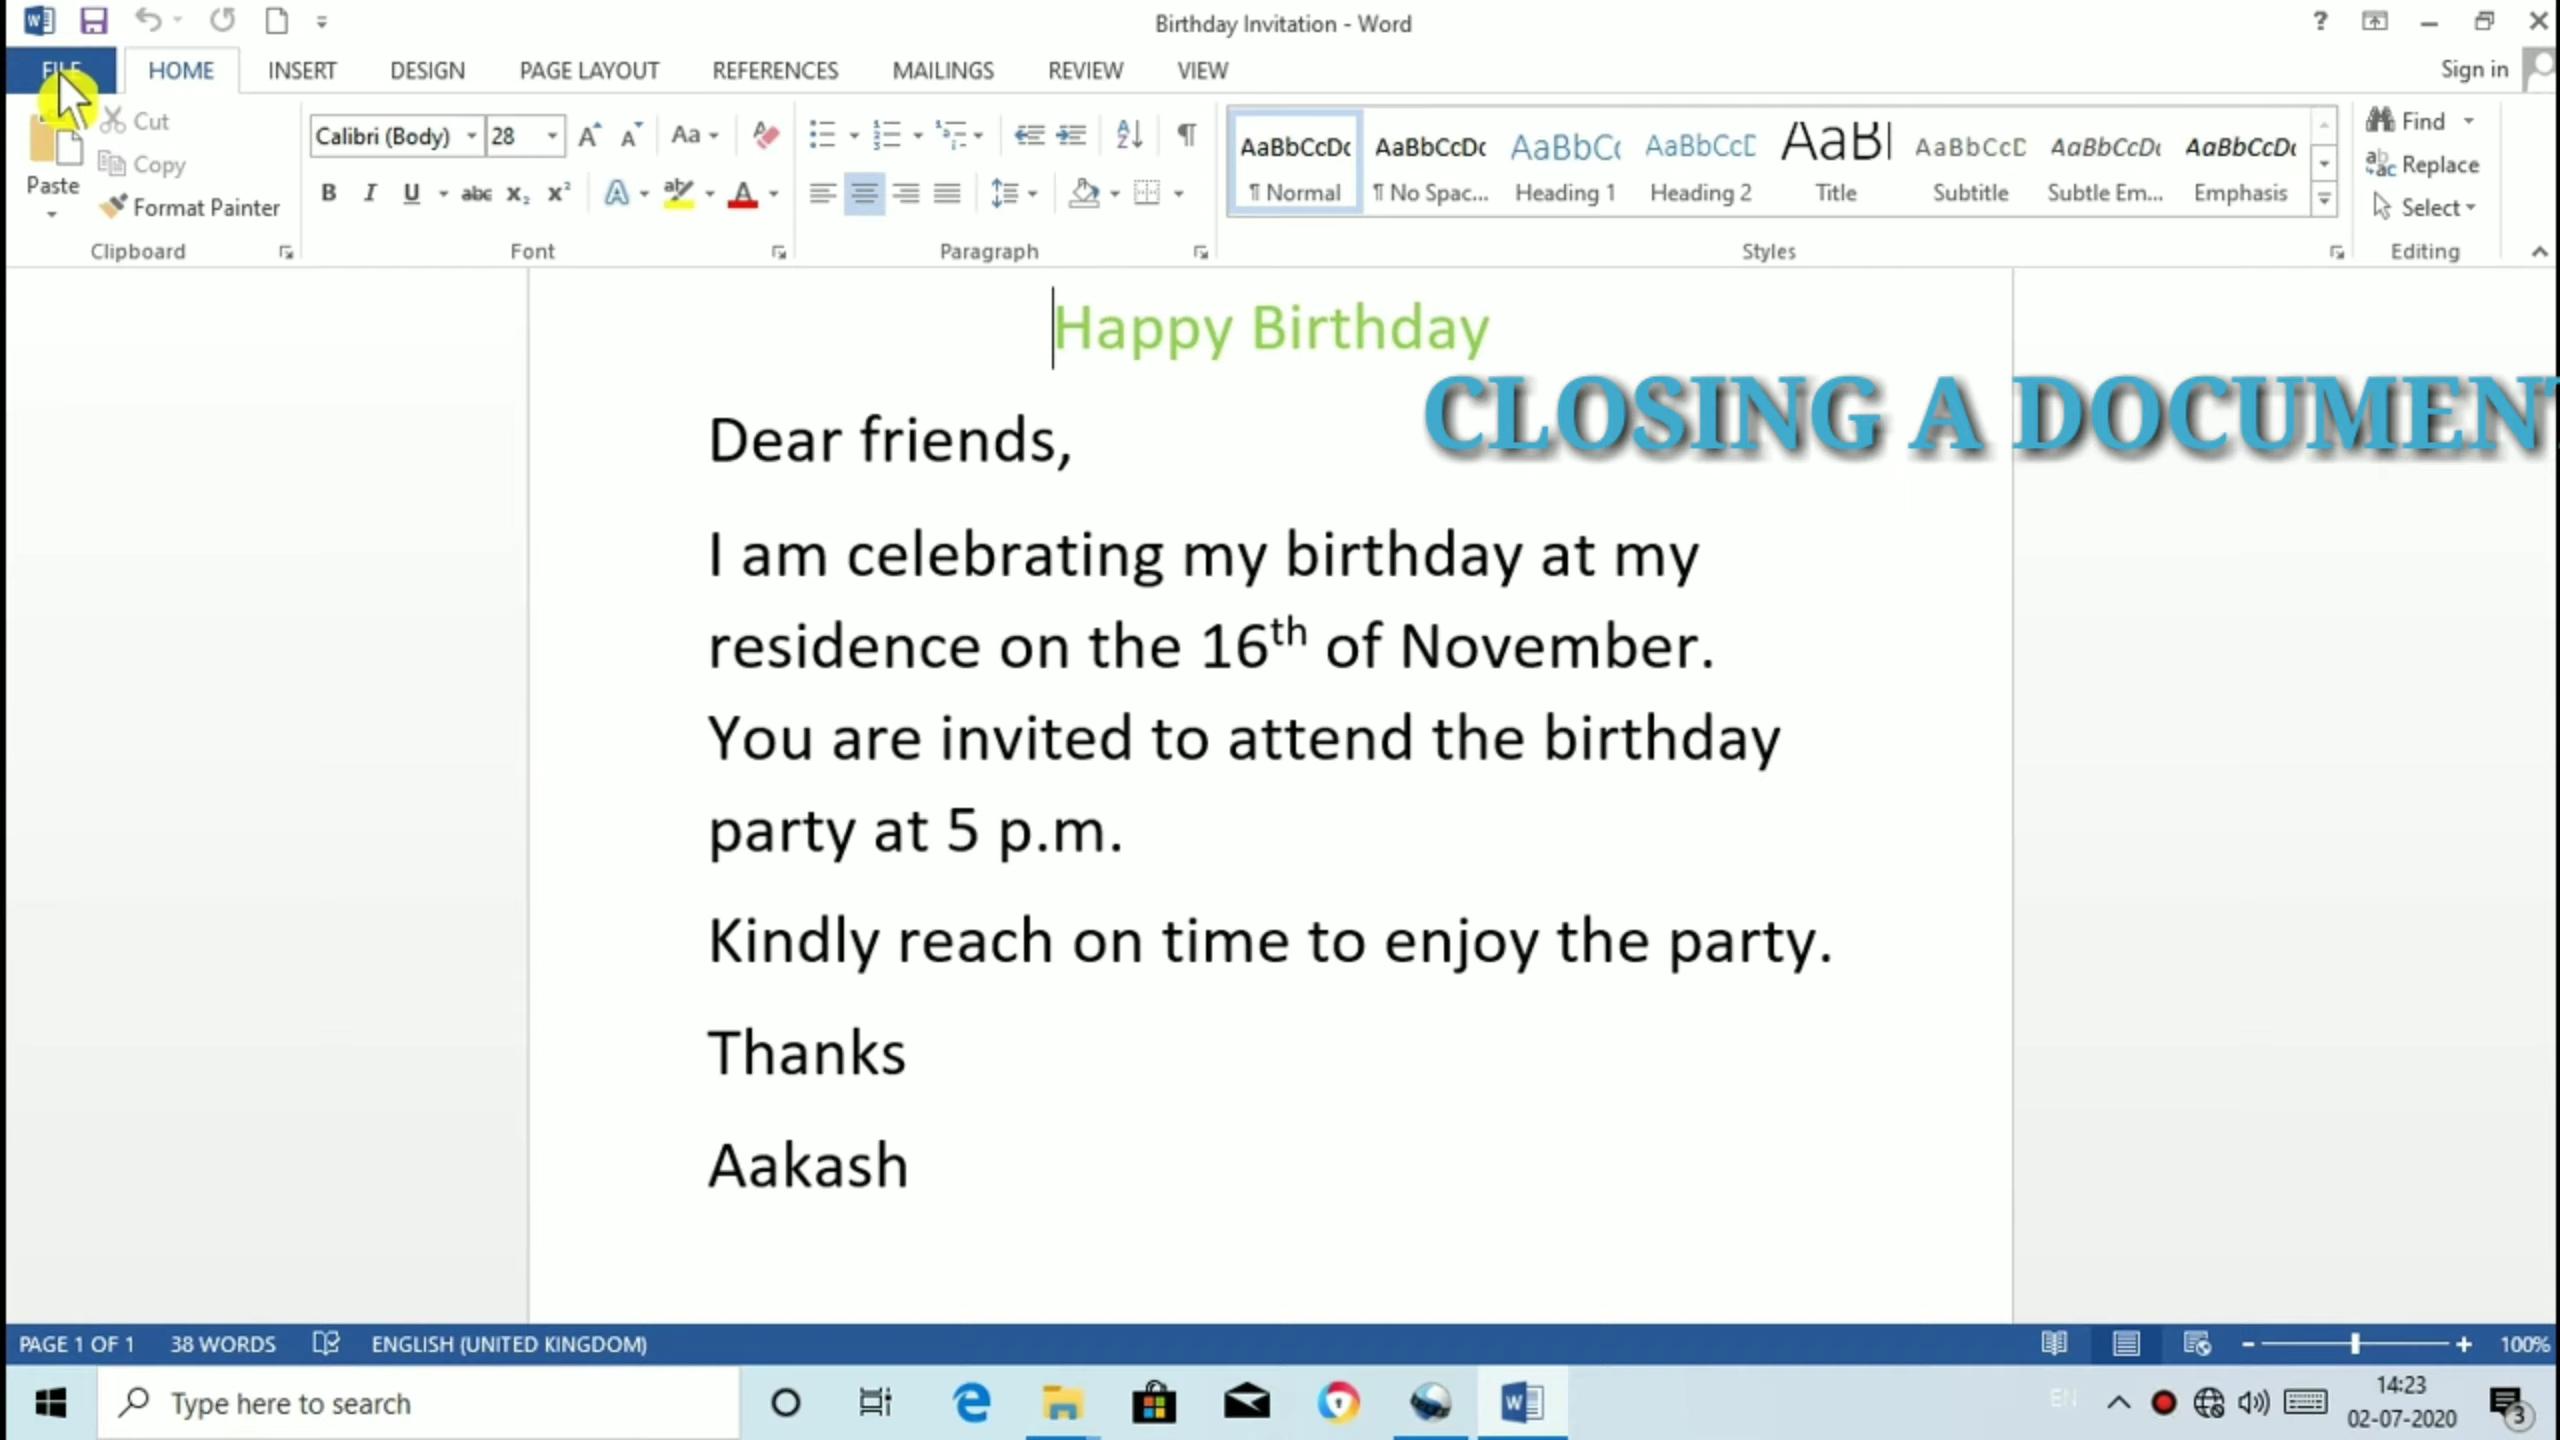 Birthday Invitation - Word
FILE HOME INSERT DESIGN PAGE LAYOUT REFERENCES MAILINGS REVIEW VIEW Sign in
Cut
Copy
Paste
Format Painter
Clipboard
Calibri (Body) 28
Font
Paragraph
AaBbCcDc AaBbCcDc AaBbC( AaBbCcD AaBl AaBbCcD AaBbCcDc AaBbCcDc
¶ Normal ¶ No Spac... Heading 1 Heading 2 Title Subtitle Subtle Em... Emphasis
Styles
Find
Replace
Select
Editing
Happy Birthday
CLOSING A DOCUMENT
Dear friends,
I am celebrating my birthday at my
residence on the 16th of November.
You are invited to attend the birthday
party at 5 p.m.
Kindly reach on time to enjoy the party.
Thanks
Aakash
PAGE 1 OF 1 38 WORDS ENGLISH (UNITED KINGDOM) 100%
Type here to search
EN
14:23
02-07-2020
3